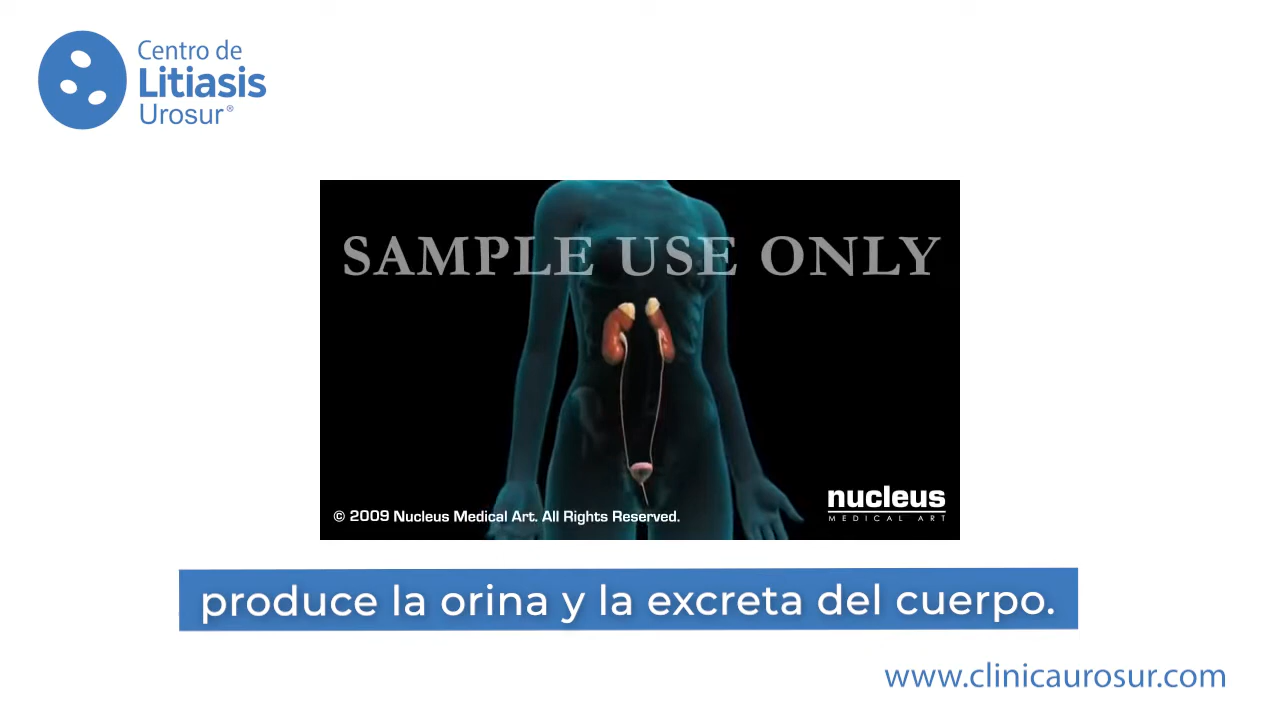 Centro de
Litiasis
Urosur®
SAMPLE USE ONLY
© 2009 Nucleus Medical Art. All Rights Reserved.
nucleus
MEDICAL ART
produce la orina y la excreta del cuerpo.
www.clinicaurosur.com